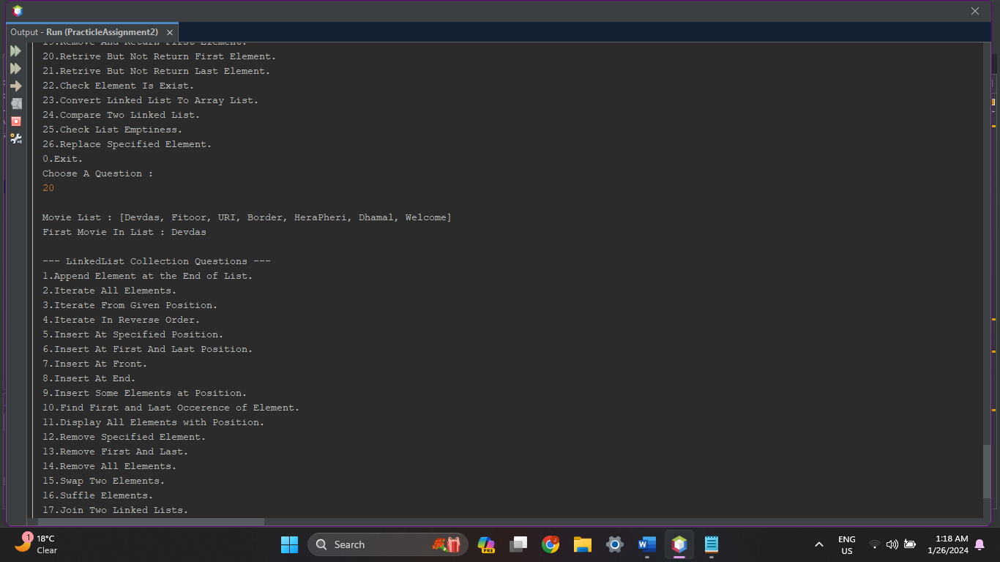 Output - Run (PracticleAssignment2)
19.Remove And Return First Element.
20.Retrive But Not Return First Element.
21.Retrive But Not Return Last Element.
22.Check Element Is Exist.
23.Convert Linked List To Array List.
24.Compare Two Linked List.
25.Check List Emptiness.
26.Replace Specified Element.
0.Exit.
Choose A Question :
20
Movie List : [Devdas, Fitoor, URI, Border, HeraPheri, Dhamal, Welcome]
First Movie In List : Devdas
--- LinkedList Collection Questions ---
1.Append Element at the End of List.
2.Iterate All Elements.
3.Iterate From Given Position.
4.Iterate In Reverse Order.
5.Insert At Specified Position.
6.Insert At First And Last Position.
7.Insert At Front.
8.Insert At End.
9.Insert Some Elements at Position.
10.Find First and Last Occerence of Element.
11.Display All Elements with Position.
12.Remove Specified Element.
13.Remove First And Last.
14.Remove All Elements.
15.Swap Two Elements.
16.Suffle Elements.
17.Join Two Linked Lists.
1
18°C
Clear
Search
PRE
ENG
US
1:18 AM
1/26/2024